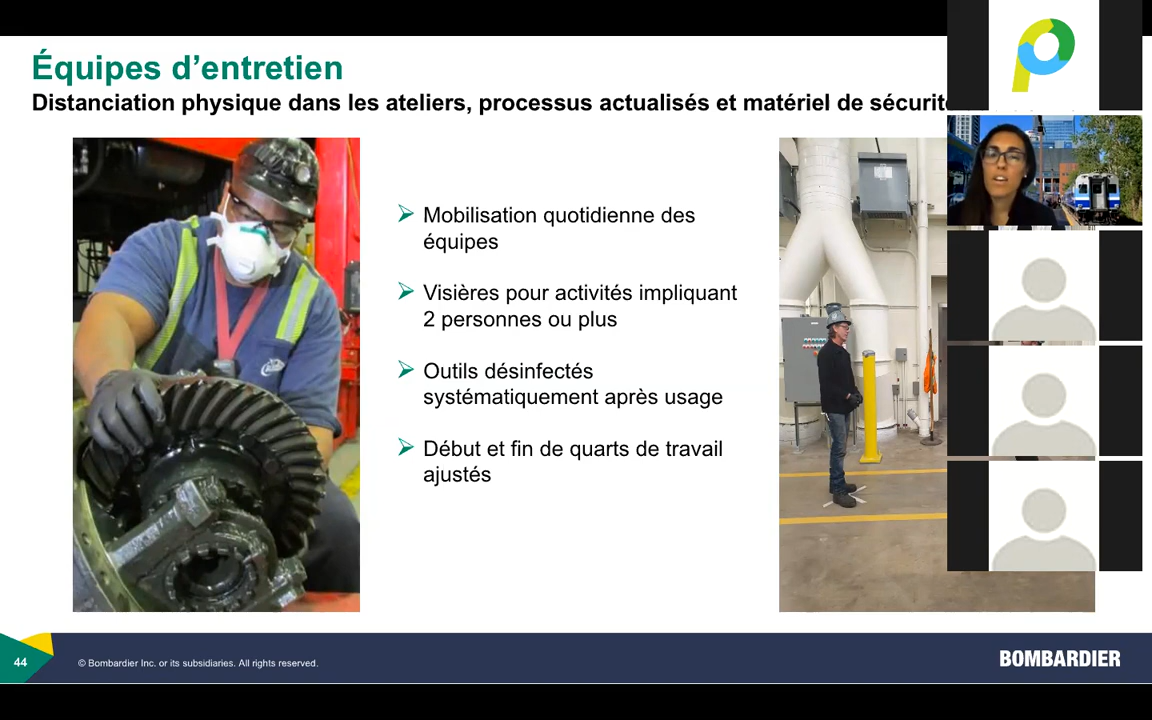 Équipes d’entretien
Distanciation physique dans les ateliers, processus actualisés et matériel de
Mobilisation quotidienne des
équipes
Visières pour activités impliquant
2 personnes ou plus
Outils désinfectés
systématiquement après usage
Début et fin de quarts de travail
ajustés
44
© Bombardier Inc. or its subsidiaries. All rights reserved.
BOMBARDIER